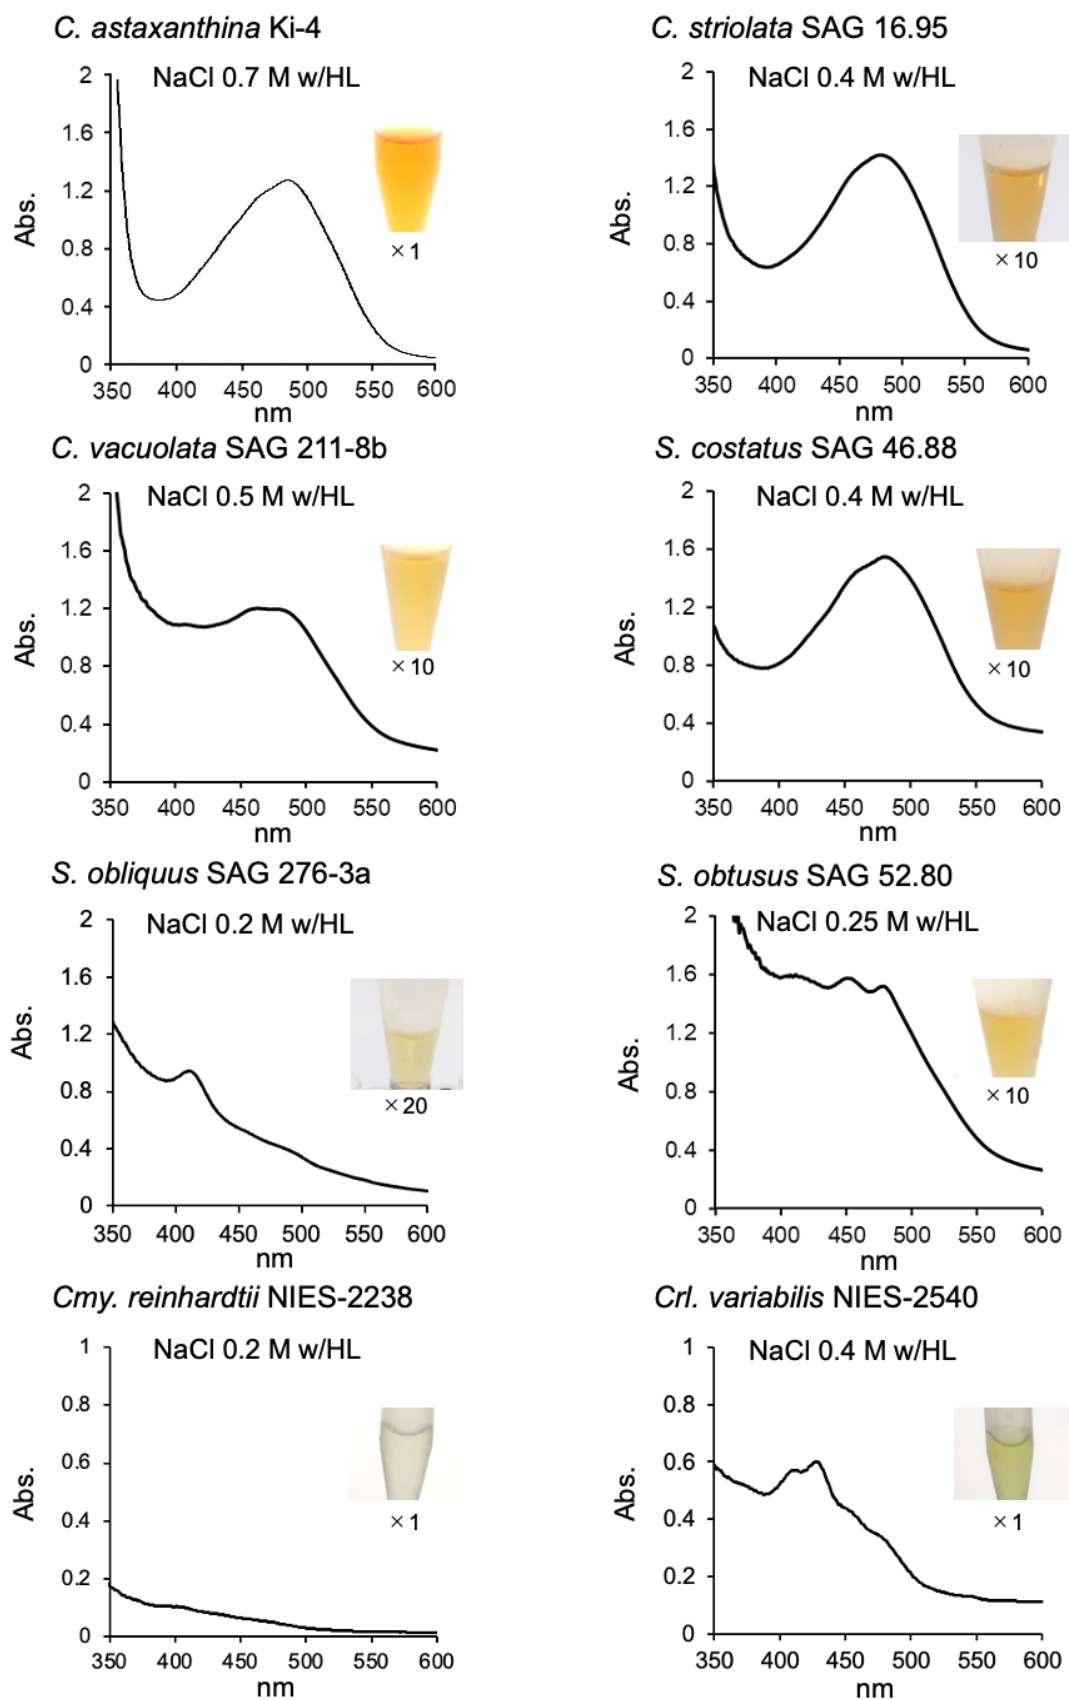 C. astaxanthina Ki-4
NaCl 0.7 M w/HL
2
1.6
1.2
0.8
0.4
0
Abs.
×1
350 400 450 500 550 600
nm
C. striolata SAG 16.95
NaCl 0.4 M w/HL
2
1.6
1.2
0.8
0.4
0
Abs.
×10
350 400 450 500 550 600
nm
C. vacuolata SAG 211-8b
NaCl 0.5 M w/HL
2
1.6
1.2
0.8
0.4
0
Abs.
×10
350 400 450 500 550 600
nm
S. costatus SAG 46.88
NaCl 0.4 M w/HL
2
1.6
1.2
0.8
0.4
0
Abs.
×10
350 400 450 500 550 600
nm
S. obliquus SAG 276-3a
NaCl 0.2 M w/HL
2
1.6
1.2
0.8
0.4
0
Abs.
×20
350 400 450 500 550 600
nm
S. obtusus SAG 52.80
NaCl 0.25 M w/HL
2
1.6
1.2
0.8
0.4
0
Abs.
×10
350 400 450 500 550 600
nm
Cmy. reinhardtii NIES-2238
NaCl 0.2 M w/HL
1
0.8
0.6
0.4
0.2
0
Abs.
×1
350 400 450 500 550 600
nm
Crl. variabilis NIES-2540
NaCl 0.4 M w/HL
1
0.8
0.6
0.4
0.2
0
Abs.
×1
350 400 450 500 550 600
nm